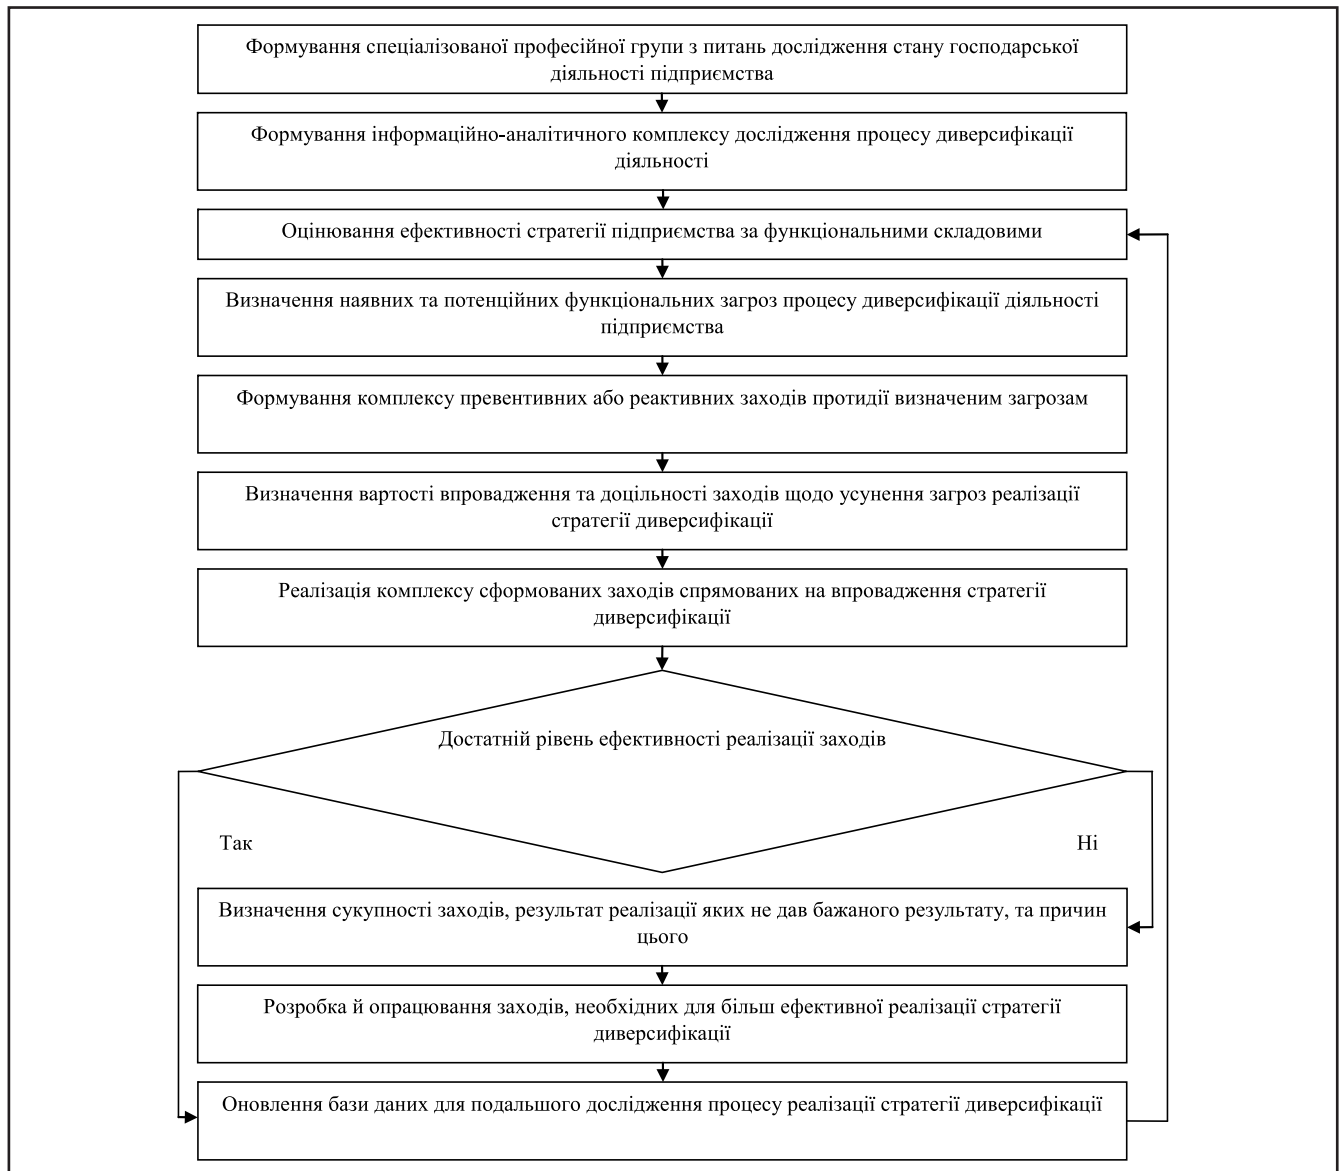 Формування спеціалізованої професійної групи з питань дослідження стану господарської
діяльності підприємства
Формування інформаційно-аналітичного комплексу дослідження процесу диверсифікації
діяльності
Оцінювання ефективності стратегії підприємства за функціональними складовими
Визначення наявних та потенційних функціональних загроз процесу диверсифікації діяльності
підприємства
Формування комплексу превентивних або реактивних заходів протидії визначеним загрозам
Визначення вартості впровадження та доцільності заходів щодо усунення загроз реалізації
стратегії диверсифікації
Реалізація комплексу сформованих заходів спрямованих на впровадження стратегії
диверсифікації
Достатній рівень ефективності реалізації заходів
Так
Ні
Визначення сукупності заходів, результат реалізації яких не дав бажаного результату, та причин
цього
Розробка й опрацювання заходів, необхідних для більш ефективної реалізації стратегії
диверсифікації
Оновлення бази даних для подальшого дослідження процесу реалізації стратегії диверсифікації